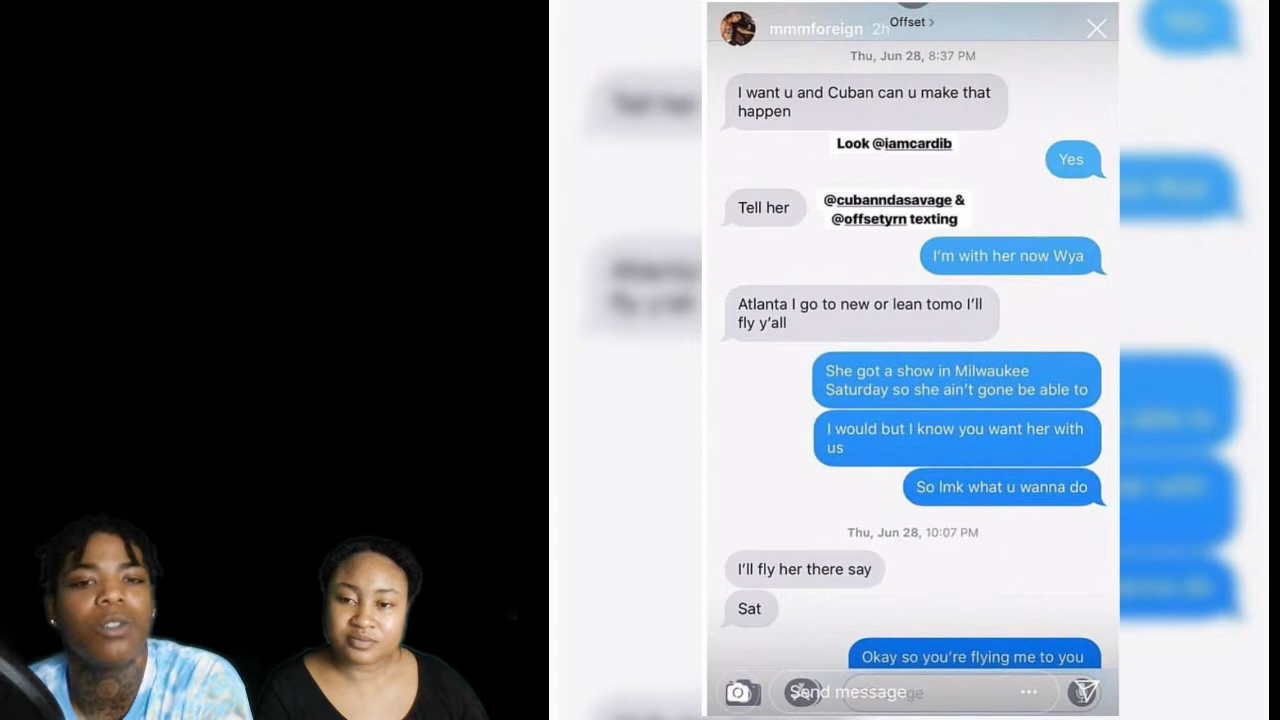 Offset >
mmmforeign 2h
Thu, Jun 28, 8:37 PM
I want u and Cuban can u make that
happen
Look @iamcardib
Yes
Tell her
@cubanndasavage &
@offsetyrn texting
I'm with her now Wya
Atlanta I go to new or lean tomo I'll
fly y'all
She got a show in Milwaukee
Saturday so she ain't gone be able to
I would but I know you want her with
us
So lmk what u wanna do
Thu, Jun 28, 10:07 PM
I'll fly her there say
Sat
Okay so you're flying me to you
Send message